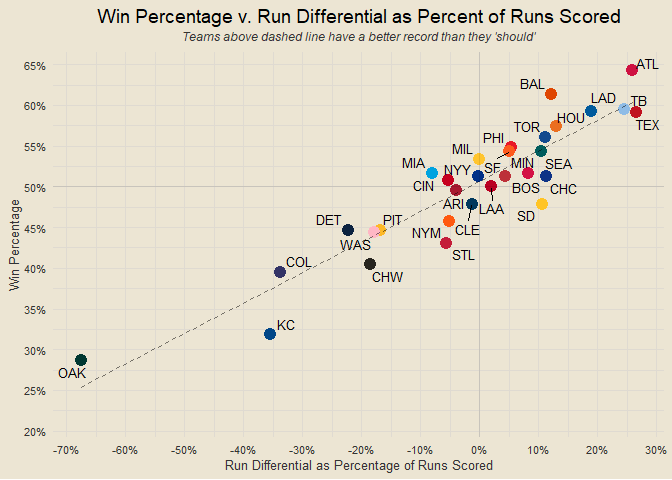 Win Percentage v. Run Differential as Percent of Runs Scored
Teams above dashed line have a better record than they 'should'
Win Percentage
65%
60%
55%
50%
45%
40%
35%
30%
25%
20%
ATL
BAL
LAD
TB
HOU
TEX
TOR
PHI
MIL
MIA
NYY
SF
MIN
SEA
CIN
BOS
CHC
ARI
LAA
SD
DET
PIT
WAS
NYM
CLE
STL
COL
CHW
KC
OAK
-70%
-60%
-50%
-40%
-30%
-20%
-10%
0%
10%
20%
30%
Run Differential as Percentage of Runs Scored